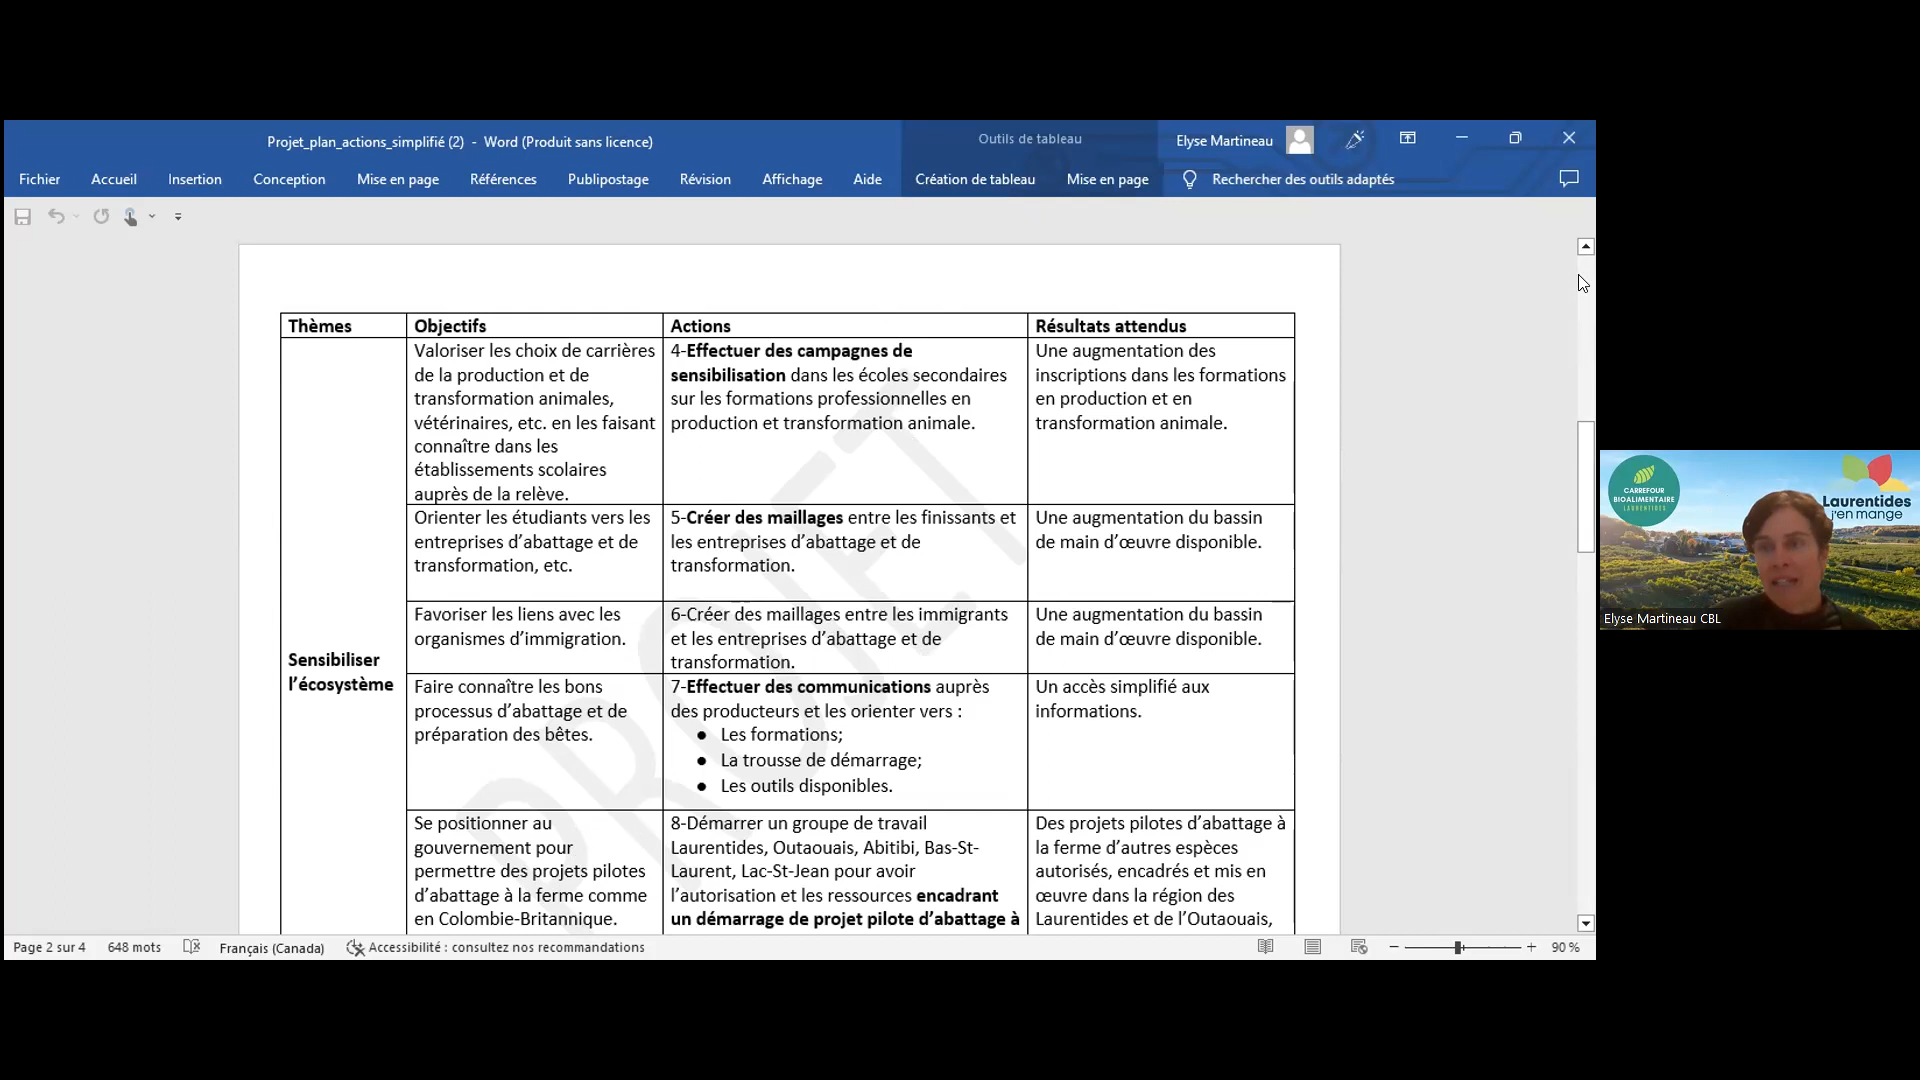 Projet_plan_actions_simplifié (2) - Word (Produit sans licence)
Outils de tableau
Elyse Martineau
Fichier Accueil Insertion Conception Mise en page Références Publipostage Révision Affichage Aide Création de tableau Mise en page Rechercher des outils adaptés
Thèmes Objectifs Actions Résultats attendus
Sensibiliser
l'écosystème
Valoriser les choix de carrières
de la production et de
transformation animales,
vétérinaires, etc. en les faisant
connaître dans les
établissements scolaires
auprès de la relève.
4-Effectuer des campagnes de
sensibilisation dans les écoles secondaires
sur les formations professionnelles en
production et transformation animale.
Une augmentation des
inscriptions dans les formations
en production et en
transformation animale.
Orienter les étudiants vers les
entreprises d'abattage et de
transformation, etc.
5-Créer des maillages entre les finissants et
les entreprises d'abattage et de
transformation.
Une augmentation du bassin
de main d'œuvre disponible.
Favoriser les liens avec les
organismes d'immigration.
6-Créer des maillages entre les immigrants
et les entreprises d'abattage et de
transformation.
Une augmentation du bassin
de main d'œuvre disponible.
Faire connaître les bons
processus d'abattage et de
préparation des bêtes.
7-Effectuer des communications auprès
des producteurs et les orienter vers :
● Les formations;
● La trousse de démarrage;
● Les outils disponibles.
Un accès simplifié aux
informations.
Se positionner au
gouvernement pour
permettre des projets pilotes
d'abattage à la ferme comme
en Colombie-Britannique.
8-Démarrer un groupe de travail
Laurentides, Outaouais, Abitibi, Bas-St-
Laurent, Lac-St-Jean pour avoir
l'autorisation et les ressources encadrant
un démarrage de projet pilote d'abattage à
Des projets pilotes d'abattage à
la ferme d'autres espèces
autorisés, encadrés et mis en
œuvre dans la région des
Laurentides et de l'Outaouais,
PROJET
Page 2 sur 4 648 mots Français (Canada) Accessibilité : consultez nos recommandations 90 %
CARREFOUR
BIOALIMENTAIRE
LAURENTIDES
Laurentides
j'en mange
Elyse Martineau CBL